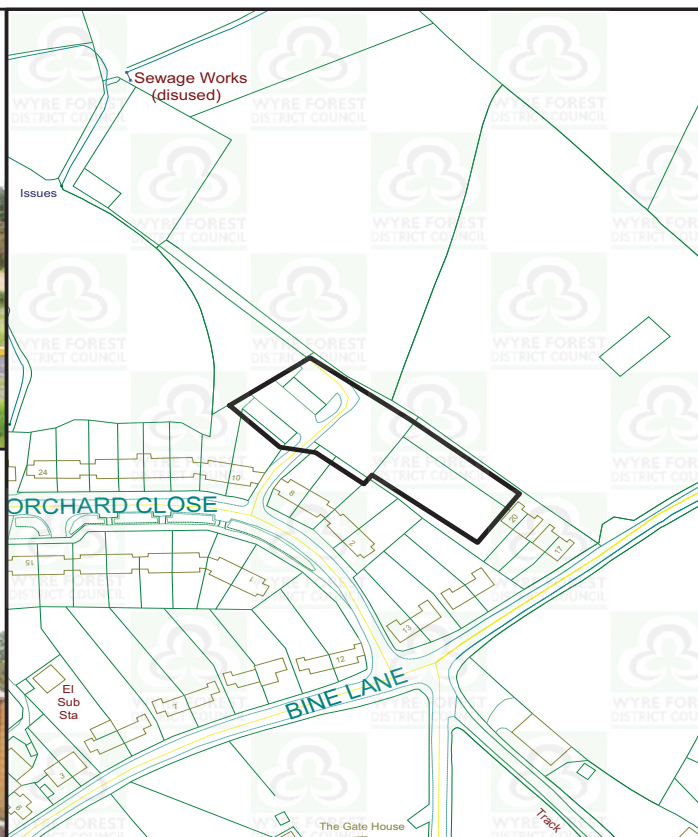 Sewage Works
(disused)
Issues
24
10
ORCHARD CLOSE
8
2
20
17
15
1
13
12
BINE LANE
El
Sub
Sta
7
3
6
The Gate House
Track
WYRE FOREST
DISTRICT COUNCIL